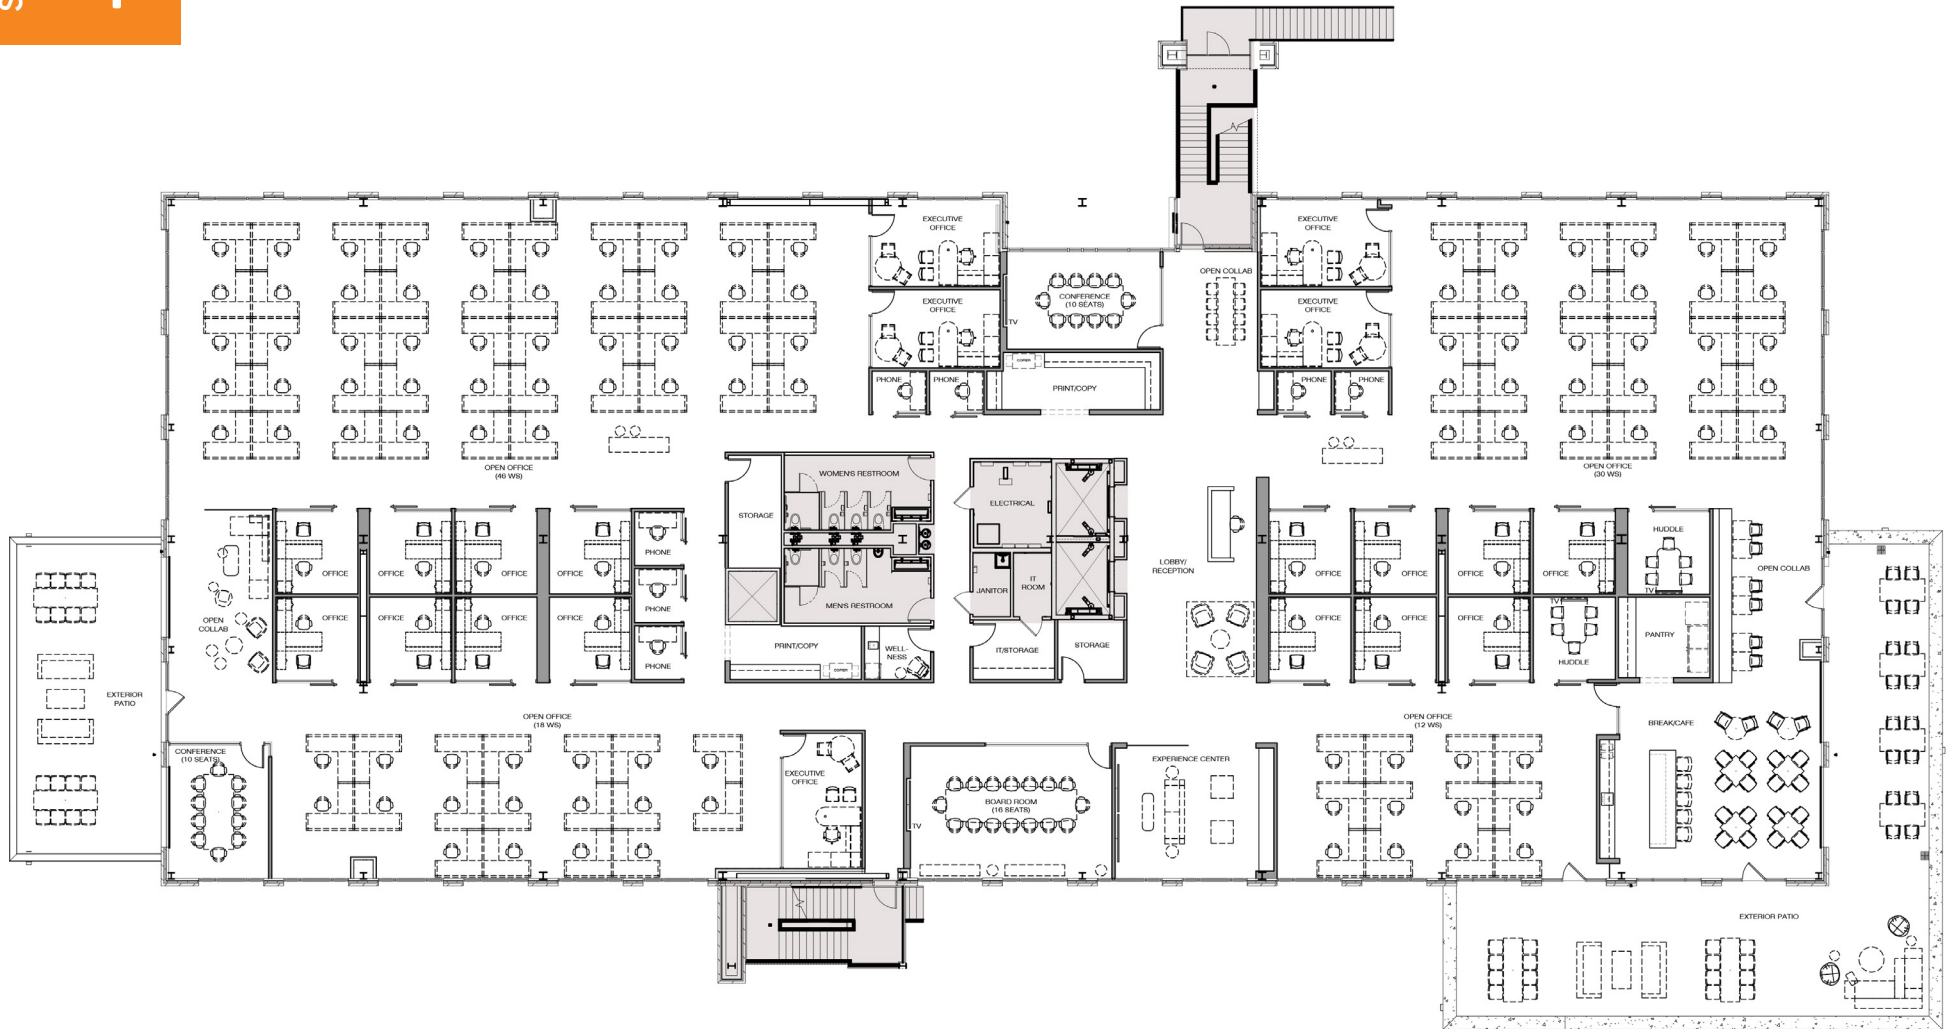 EXECUTIVE
OFFICE
EXECUTIVE
OFFICE
OPEN COLLAB
CONFERENCE
(10 SEATS)
EXECUTIVE
OFFICE
EXECUTIVE
OFFICE
TV
COPIER
PHONE
PHONE
PRINT/COPY
PHONE
PHONE
OPEN OFFICE
(46 WS)
OPEN OFFICE
(30 WS)
WOMEN'S RESTROOM
ELECTRICAL
STORAGE
HUDDLE
PHONE
LOBBY/
RECEPTION
OPEN COLLAB
OFFICE
OFFICE
OFFICE
OFFICE
OFFICE
OFFICE
OFFICE
OFFICE
IT
ROOM
JANITOR
TV
TV
MEN'S RESTROOM
PHONE
OPEN
COLLAB
OFFICE
OFFICE
OFFICE
OFFICE
OFFICE
OFFICE
OFFICE
PANTRY
PRINT/COPY
WELL-
NESS
IT/STORAGE
STORAGE
COPIER
PHONE
HUDDLE
EXTERIOR
PATIO
OPEN OFFICE
(18 WS)
OPEN OFFICE
(12 WS)
BREAK/CAFE
CONFERENCE
(10 SEATS)
EXECUTIVE
OFFICE
EXPERIENCE CENTER
BOARD ROOM
(16 SEATS)
TV
EXTERIOR PATIO